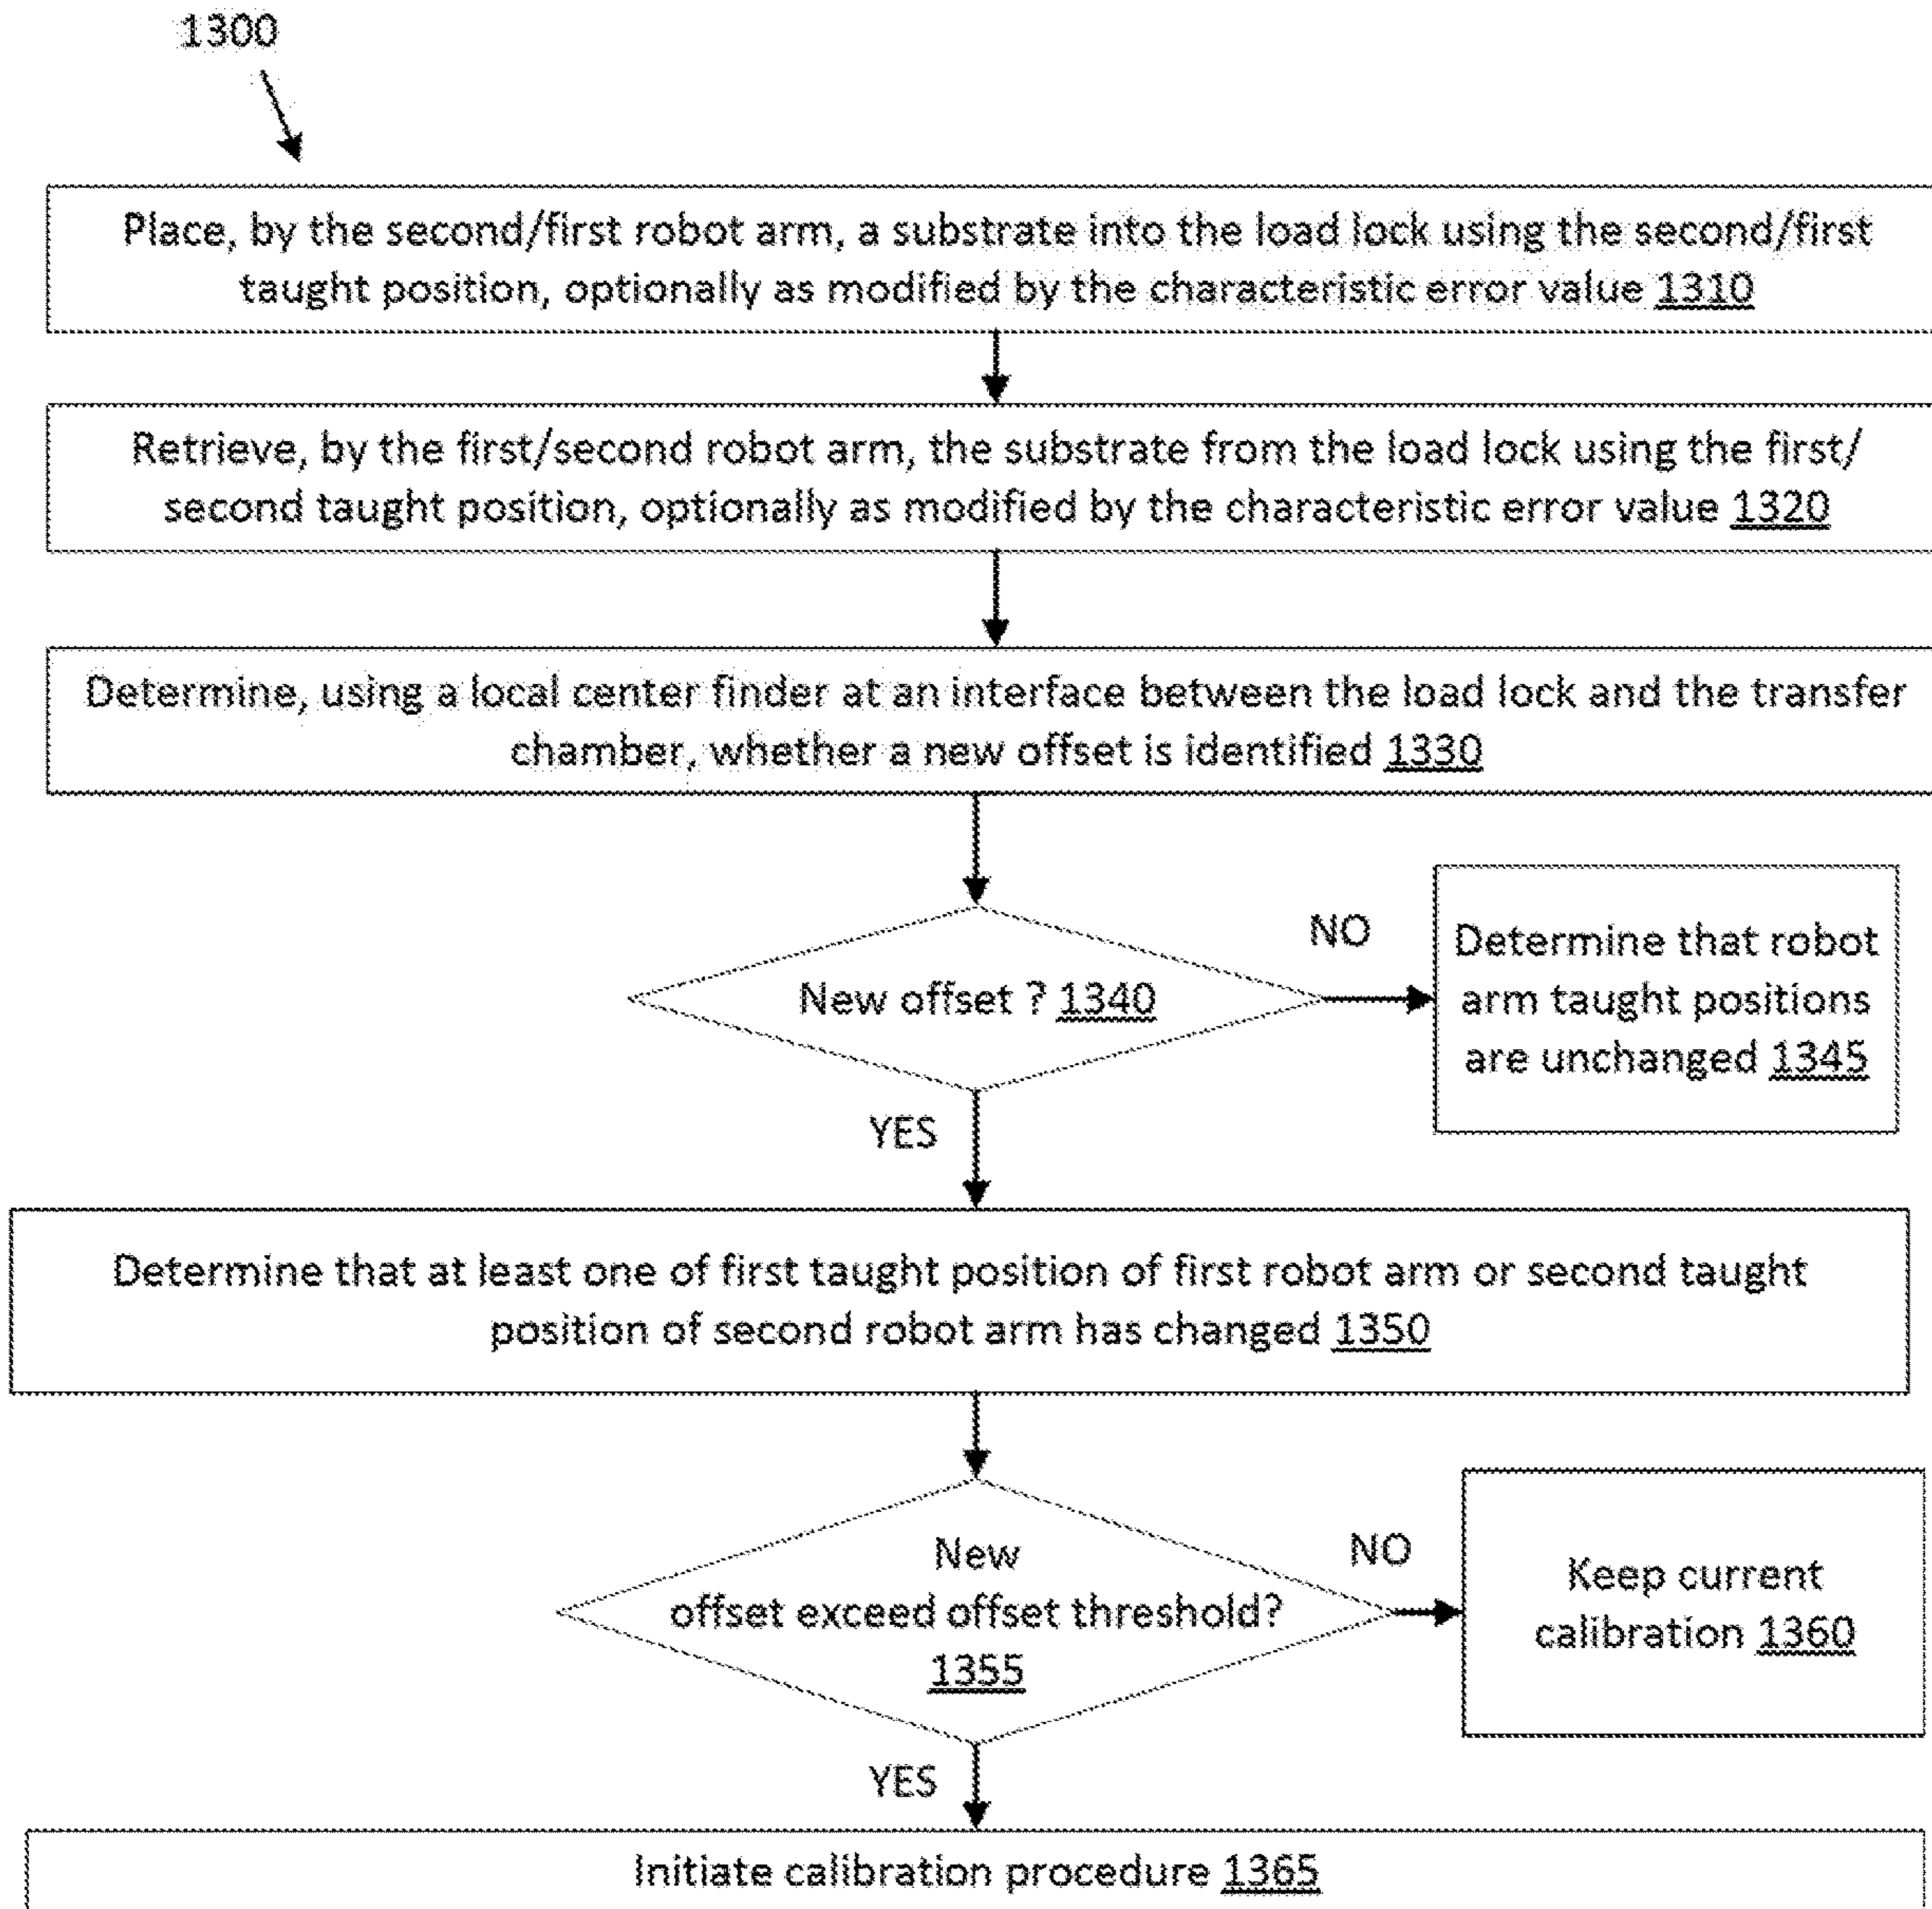 1300
Place, by the second/first robot arm, a substrate into the load lock using the second/first
taught position, optionally as modified by the characteristic error value 1310
Retrieve, by the first/second robot arm, the substrate from the load lock using the first/
second taught position, optionally as modified by the characteristic error value 1320
Determine, using a local center finder at an interface between the load lock and the transfer
chamber, whether a new offset is identified 1330
New offset ? 1340
NO
Determine that robot
arm taught positions
are unchanged 1345
YES
Determine that at least one of first taught position of first robot arm or second taught
position of second robot arm has changed 1350
New
offset exceed offset threshold?
1355
NO
Keep current
calibration 1360
YES
Initiate calibration procedure 1365